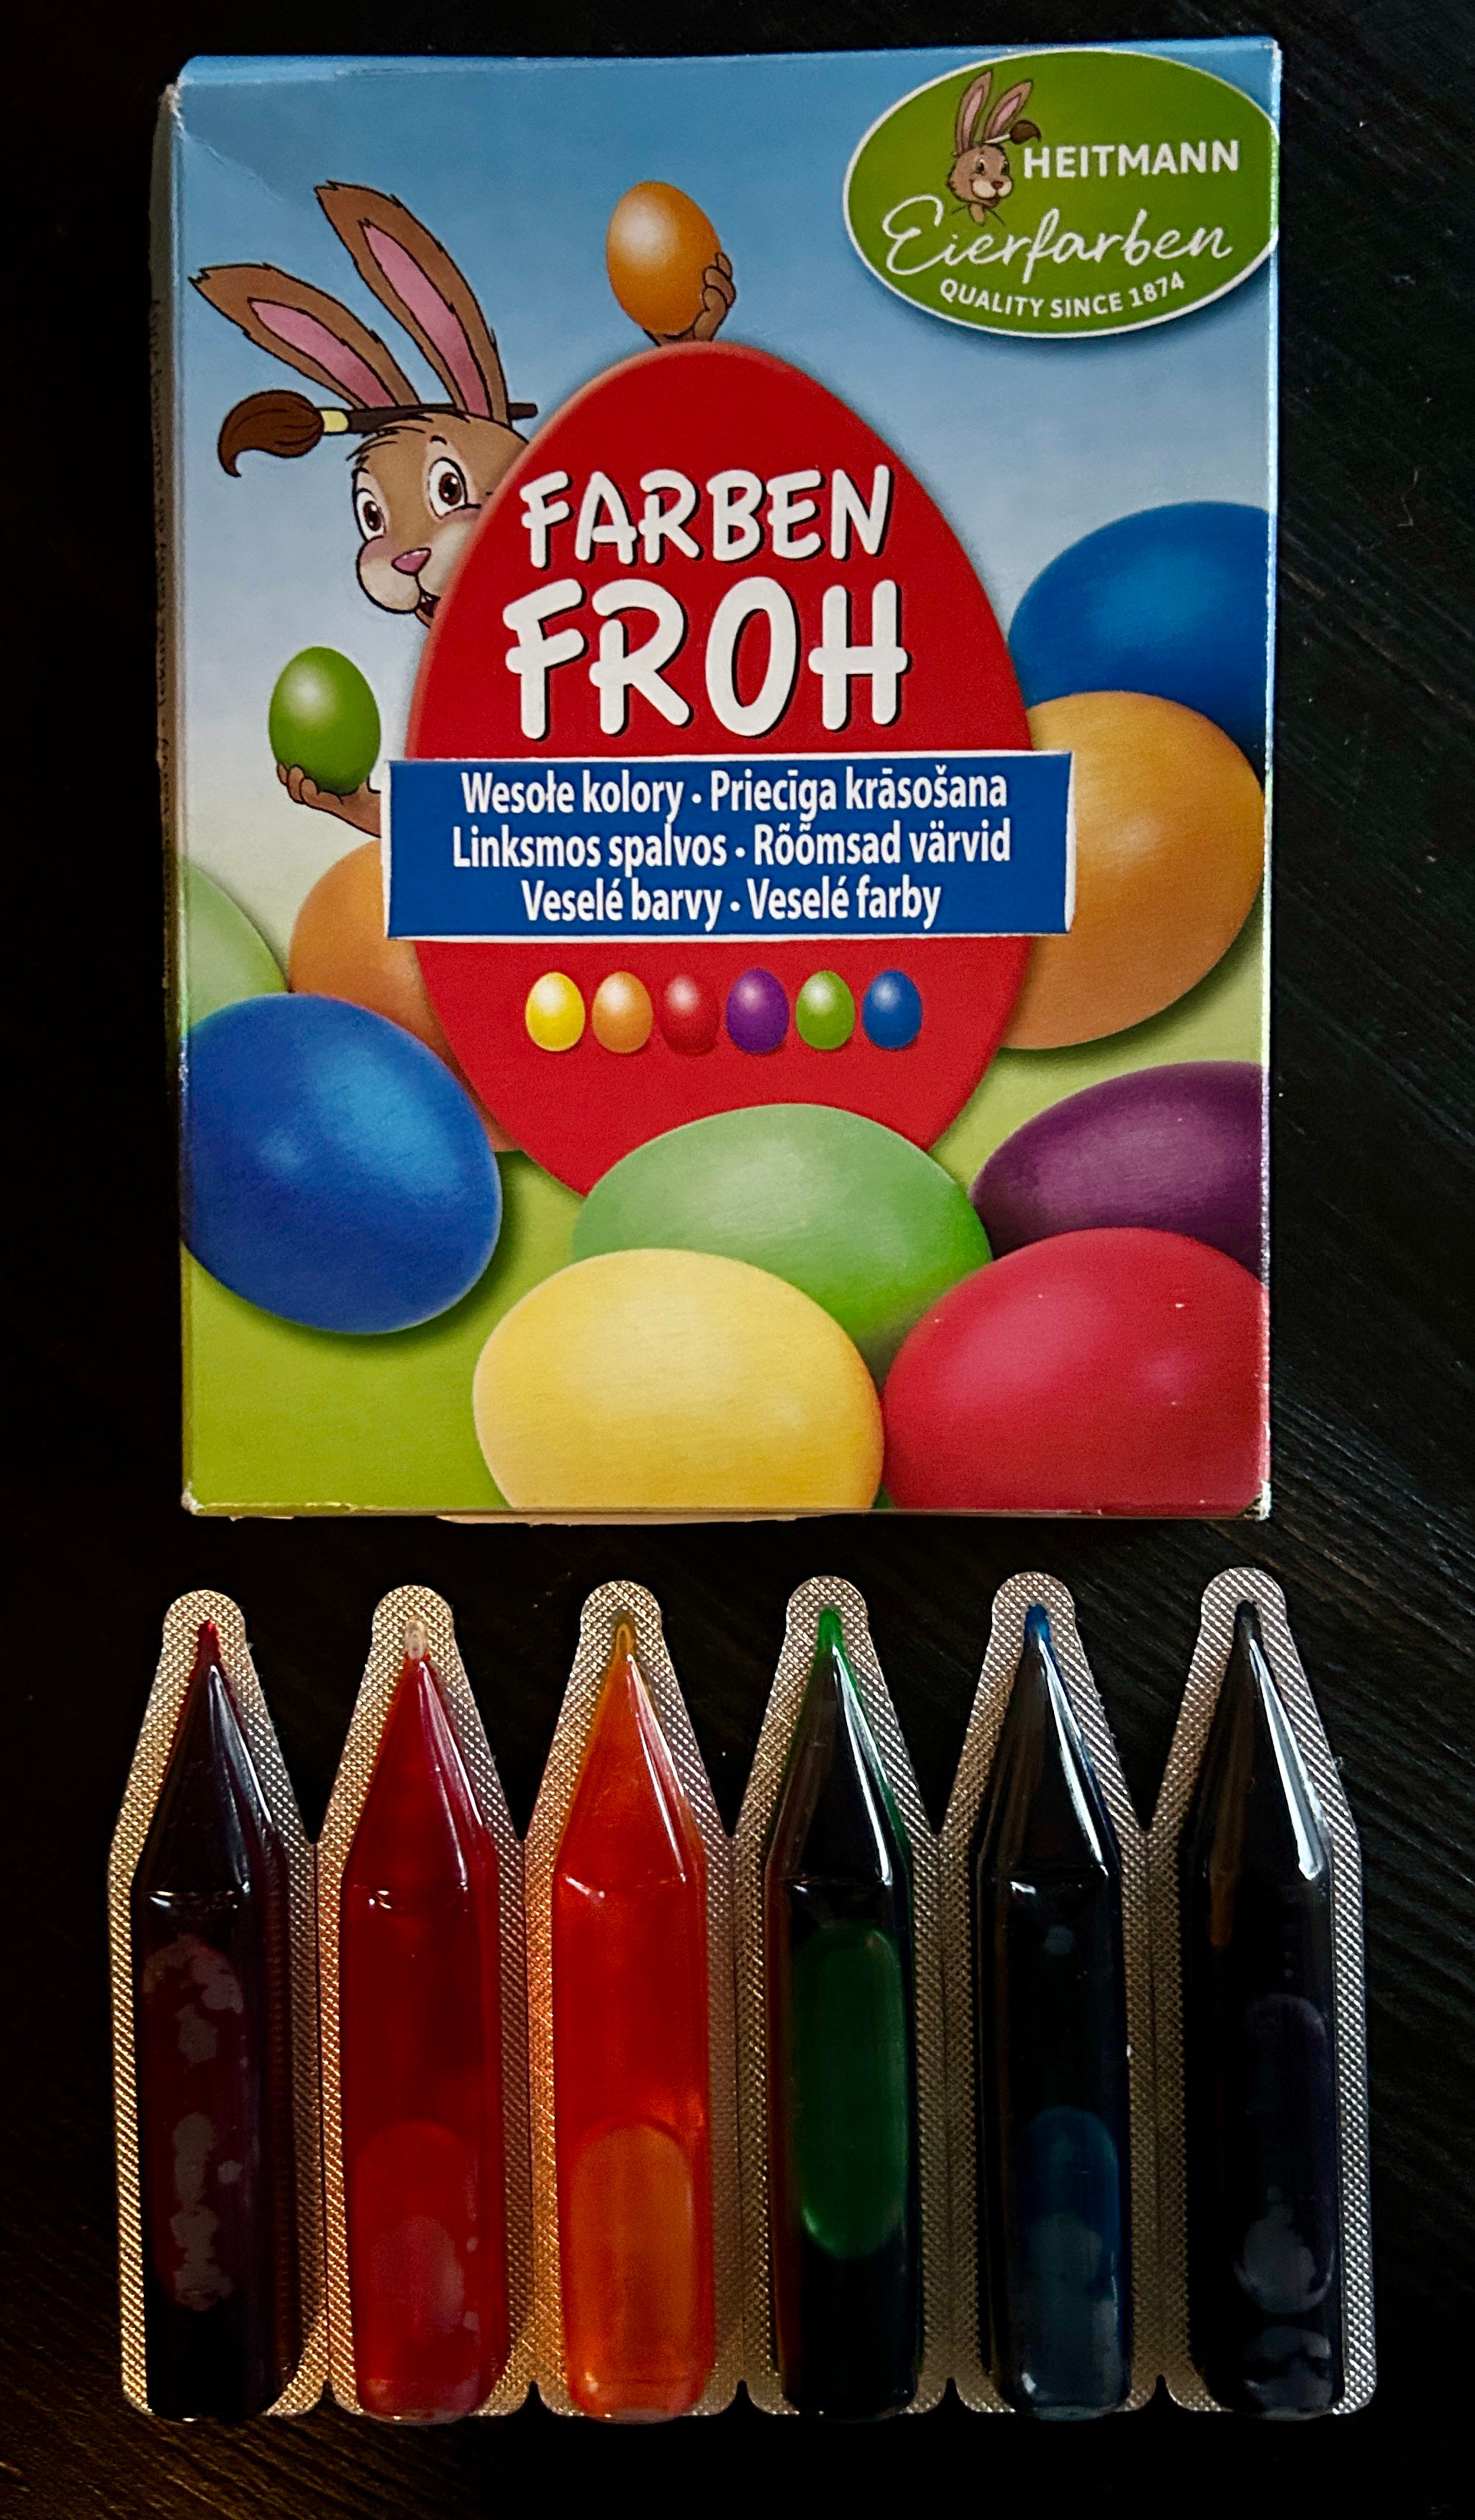 HEITMANN
Eierfarben
QUALITY SINCE 1874
FARBEN
FROH
Wesołe kolory · Priecīga krāsošana
Linksmos spalvos · Rõõmsad värvid
Veselé barvy · Veselé farby